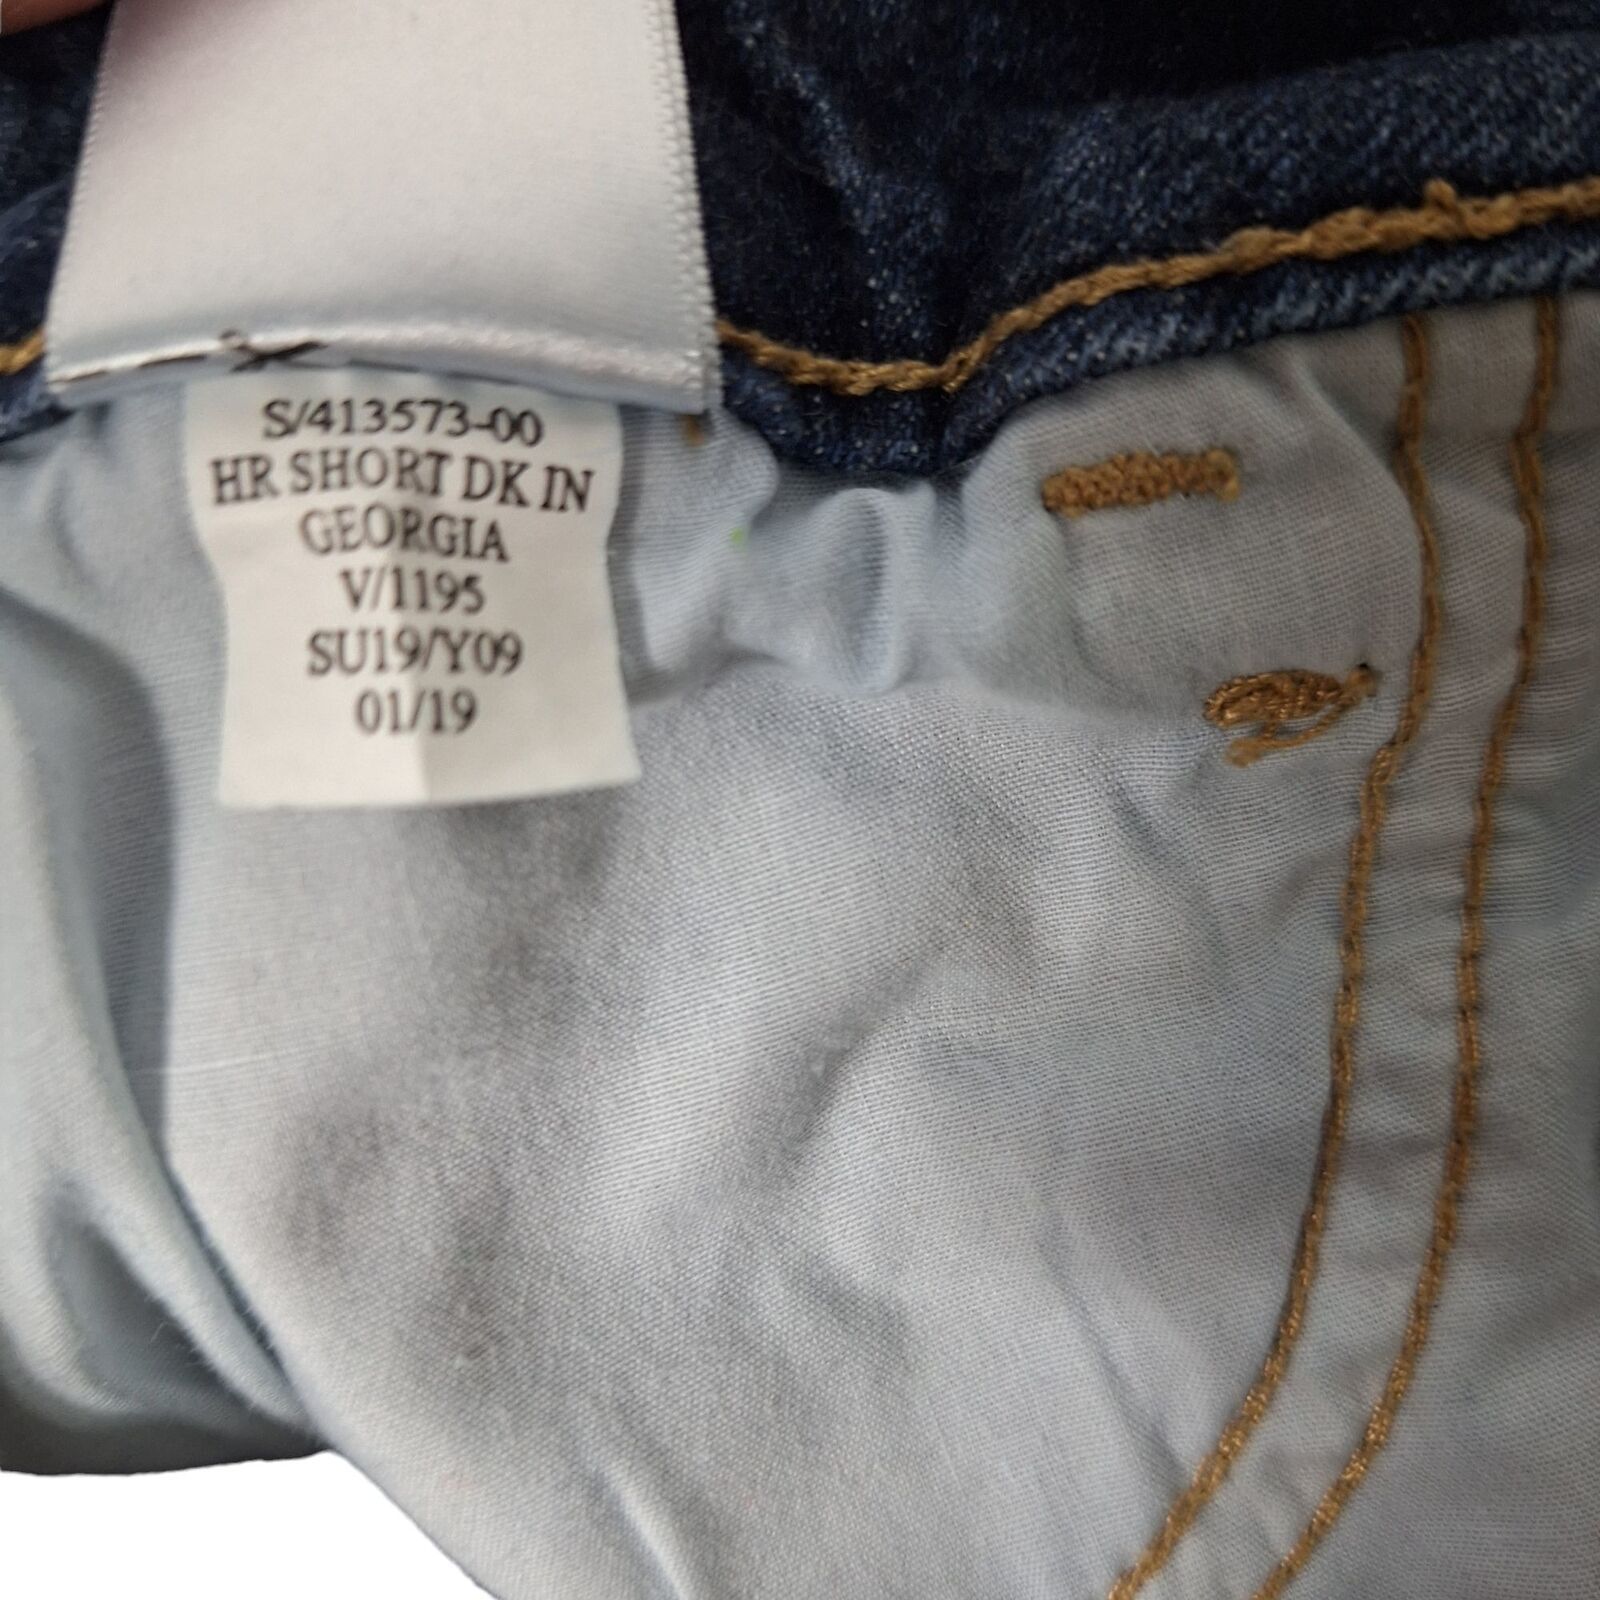 S/413573-00
HR SHORT DK IN
GEORGIA
V/1195
SU19/Y09
01/19